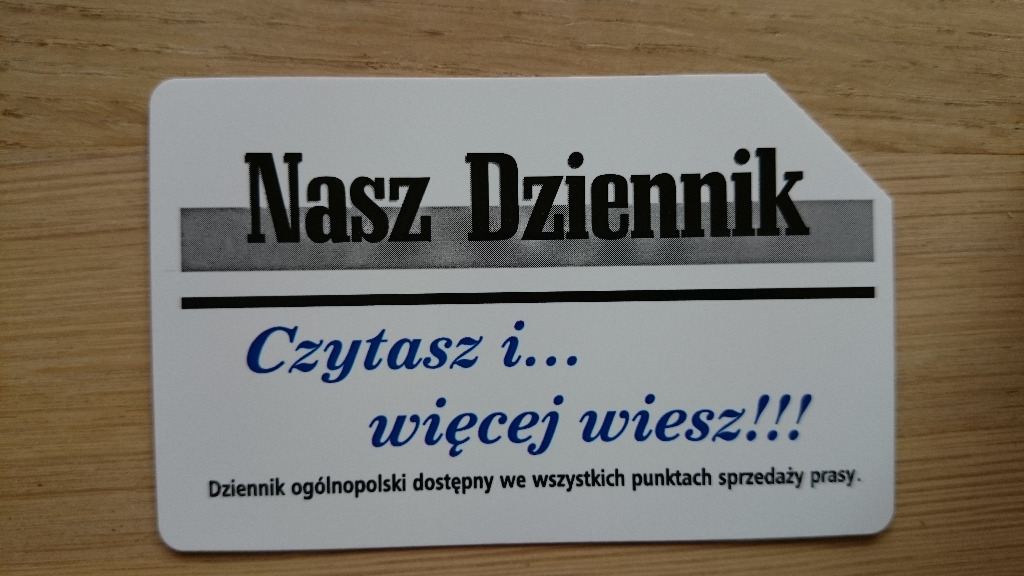 Nasz Dziennik
Czytasz i...
więcej wiesz!!!
Dziennik ogólnopolski dostępny we wszystkich punktach sprzedaży prasy.